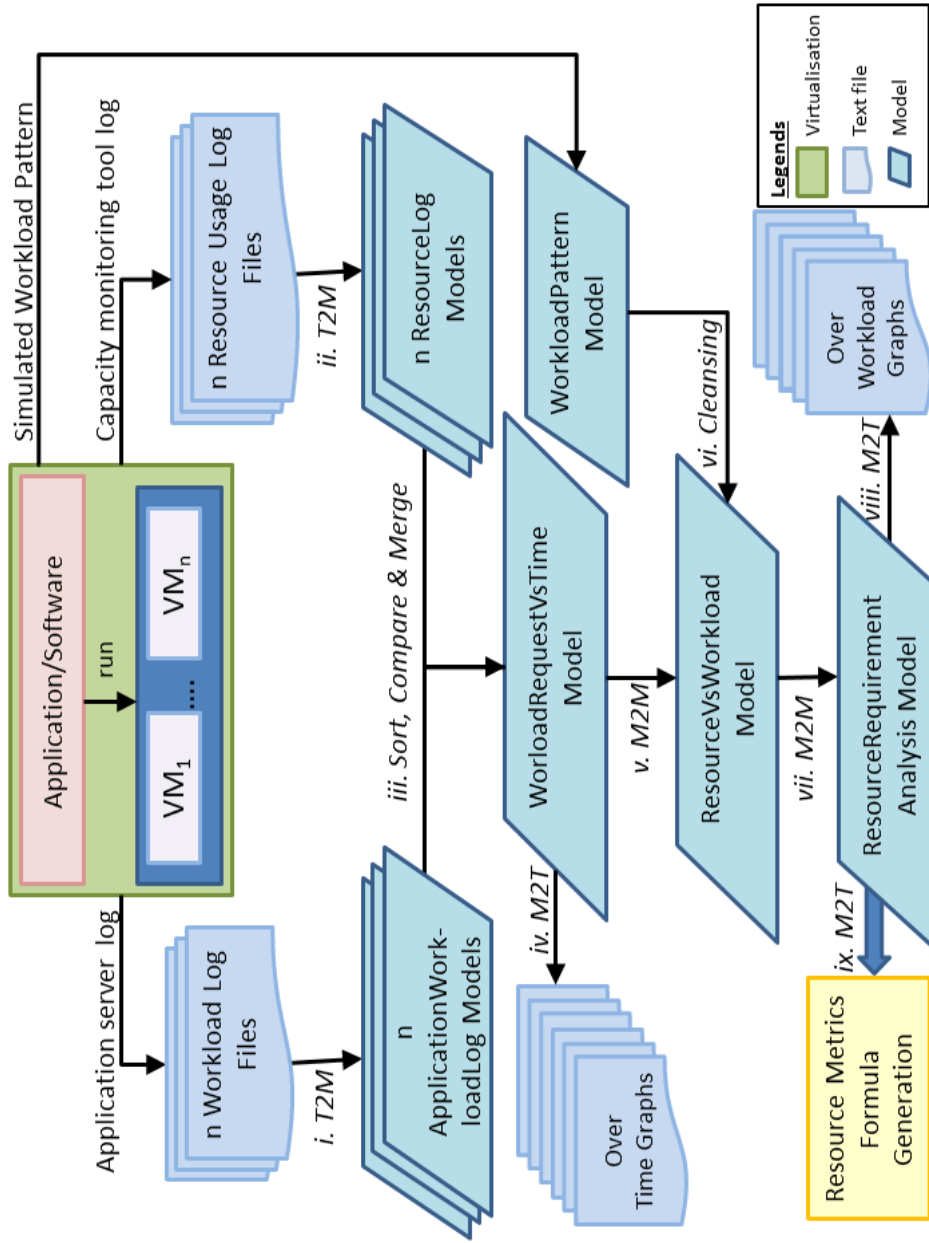 Simulated Workload Pattern
Application/Software
run
VM1
....
VMn
Application server log
Capacity monitoring tool log
n Workload Log
Files
n Resource Usage Log
Files
i. T2M
ii. T2M
n
ApplicationWork-
loadLog Models
iii. Sort, Compare & Merge
n ResourceLog
Models
WorloadRequestVsTime
Model
WorkloadPattern
Model
iv. M2T
Over
Time Graphs
v. M2M
vi. Cleansing
ResourceVsWorkload
Model
vii. M2M
ResourceRequirement
Analysis Model
viii. M2T
Over
Workload
Graphs
ix. M2T
Resource Metrics
Formula
Generation
Legends
Virtualisation
Text file
Model